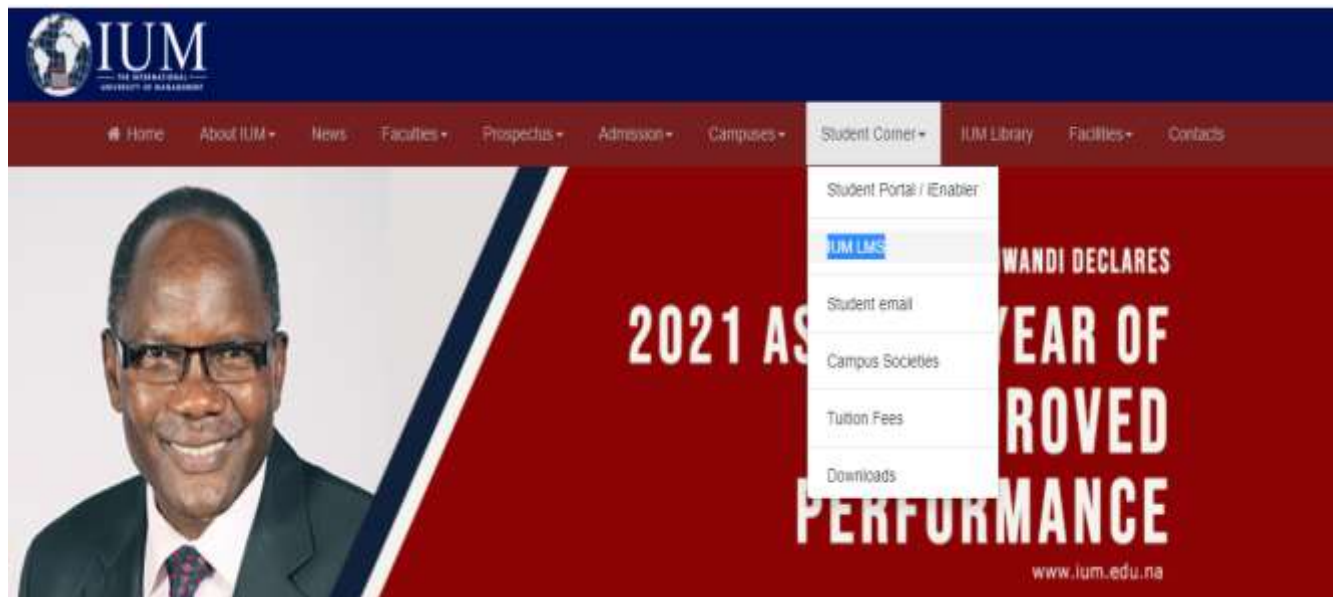 IUM
THE INTERNATIONAL
UNIVERSITY OF MANAGEMENT
Home About IUM News Faculties Prospectus Admission Campuses Student Corner IUM Library Facilities Contacts
Student Portal / iEnabler
IUM LMS
Student email
Campus Societies
Tuition Fees
Downloads
WANDI DECLARES
2021 AS YEAR OF
ROVED
PERFORMANCE
www.ium.edu.na